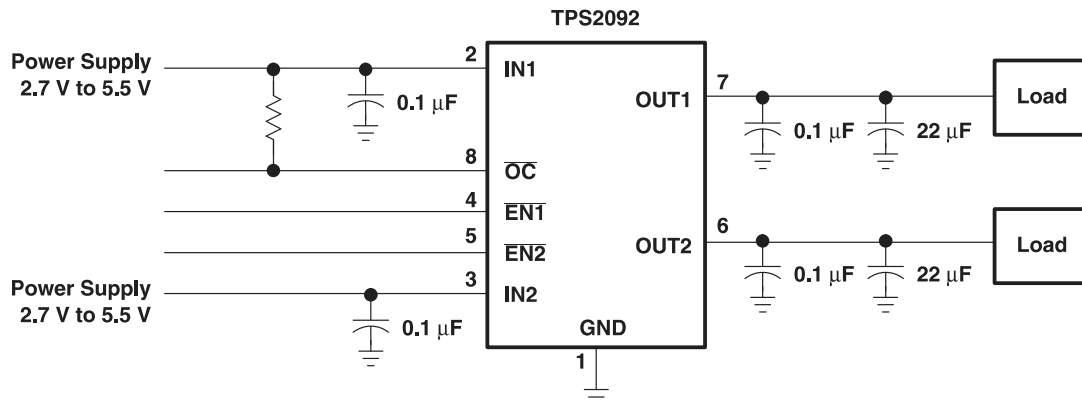 TPS2092
Power Supply
2.7 V to 5.5 V
2
IN1
0.1 μF
8
OC
4
EN1
5
EN2
Power Supply
2.7 V to 5.5 V
3
IN2
0.1 μF
GND
1
OUT1
7
0.1 μF
22 μF
Load
OUT2
6
0.1 μF
22 μF
Load